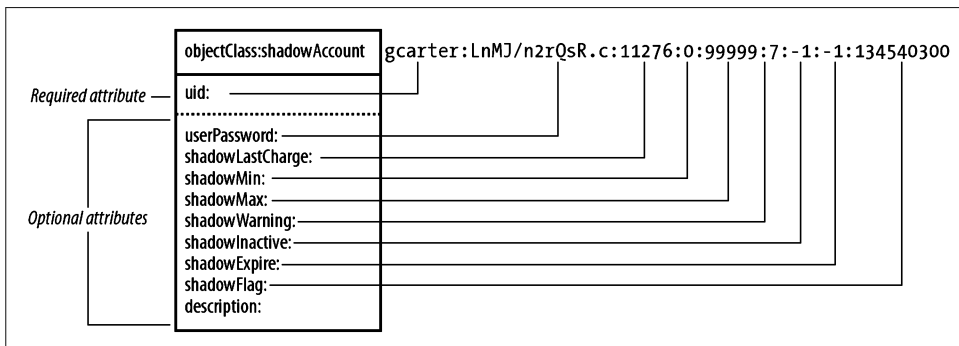 objectClass:shadowAccount
gcarter:LnMJ/n2rQsR.c:11276:0:99999:7:-1:-1:134540300
Required attribute
uid:
userPassword:
shadowLastCharge:
shadowMin:
shadowMax:
Optional attributes
shadowWarning:
shadowInactive:
shadowExpire:
shadowFlag:
description: